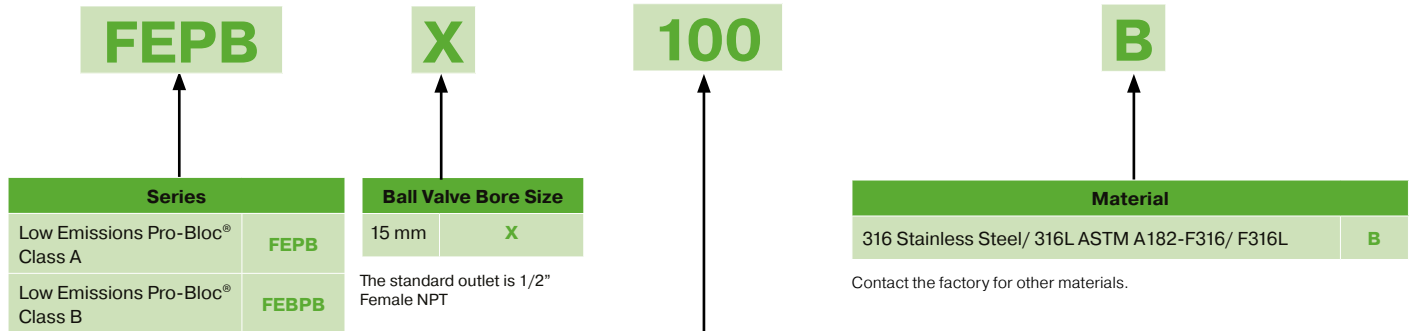 FEPB X 100 B
Series
Low Emissions Pro-Bloc®
Class A
FEPB
Low Emissions Pro-Bloc®
Class B
FEBPB
Ball Valve Bore Size
15 mm X
The standard outlet is 1/2”
Female NPT
Material
316 Stainless Steel/ 316L ASTM A182-F316/ F316L B
Contact the factory for other materials.